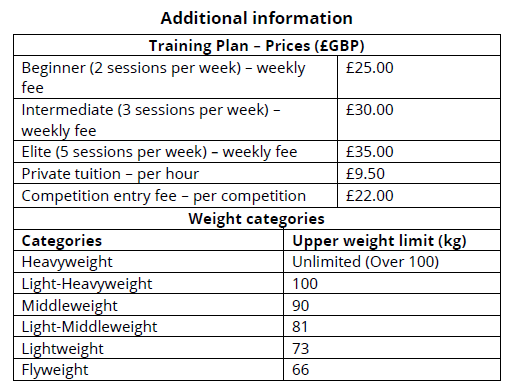 Additional information
Training Plan – Prices (£GBP)
Beginner (2 sessions per week) – weekly
fee
£25.00
Intermediate (3 sessions per week) –
weekly fee
£30.00
Elite (5 sessions per week) – weekly fee
£35.00
Private tuition – per hour
£9.50
Competition entry fee – per competition
£22.00
Weight categories
Categories
Upper weight limit (kg)
Heavyweight
Unlimited (Over 100)
Light-Heavyweight
100
Middleweight
90
Light-Middleweight
81
Lightweight
73
Flyweight
66